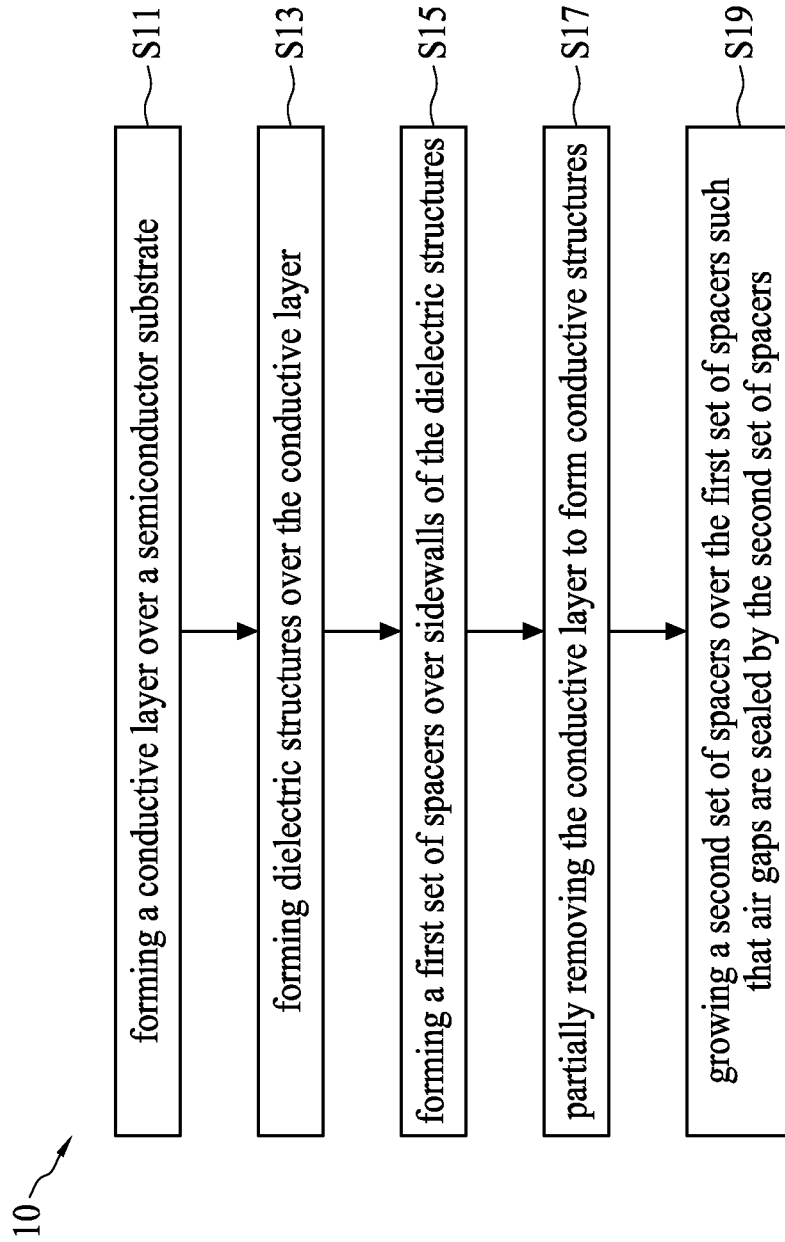 10
forming a conductive layer over a semiconductor substrate
S11
forming dielectric structures over the conductive layer
S13
forming a first set of spacers over sidewalls of the dielectric structures
S15
partially removing the conductive layer to form conductive structures
S17
growing a second set of spacers over the first set of spacers such
that air gaps are sealed by the second set of spacers
S19